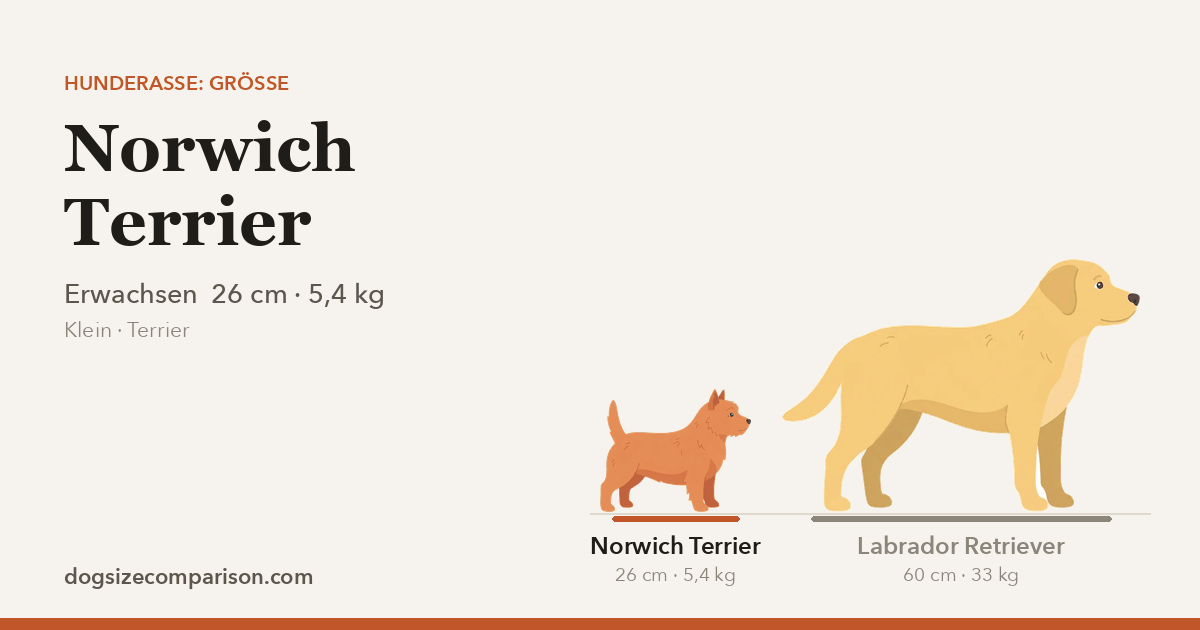 HUNDERASSE: GRÖSSE
Norwich
Terrier
Erwachsen 26 cm · 5,4 kg
Klein · Terrier
Norwich Terrier
26 cm · 5,4 kg
Labrador Retriever
60 cm · 33 kg
dogsizecomparison.com